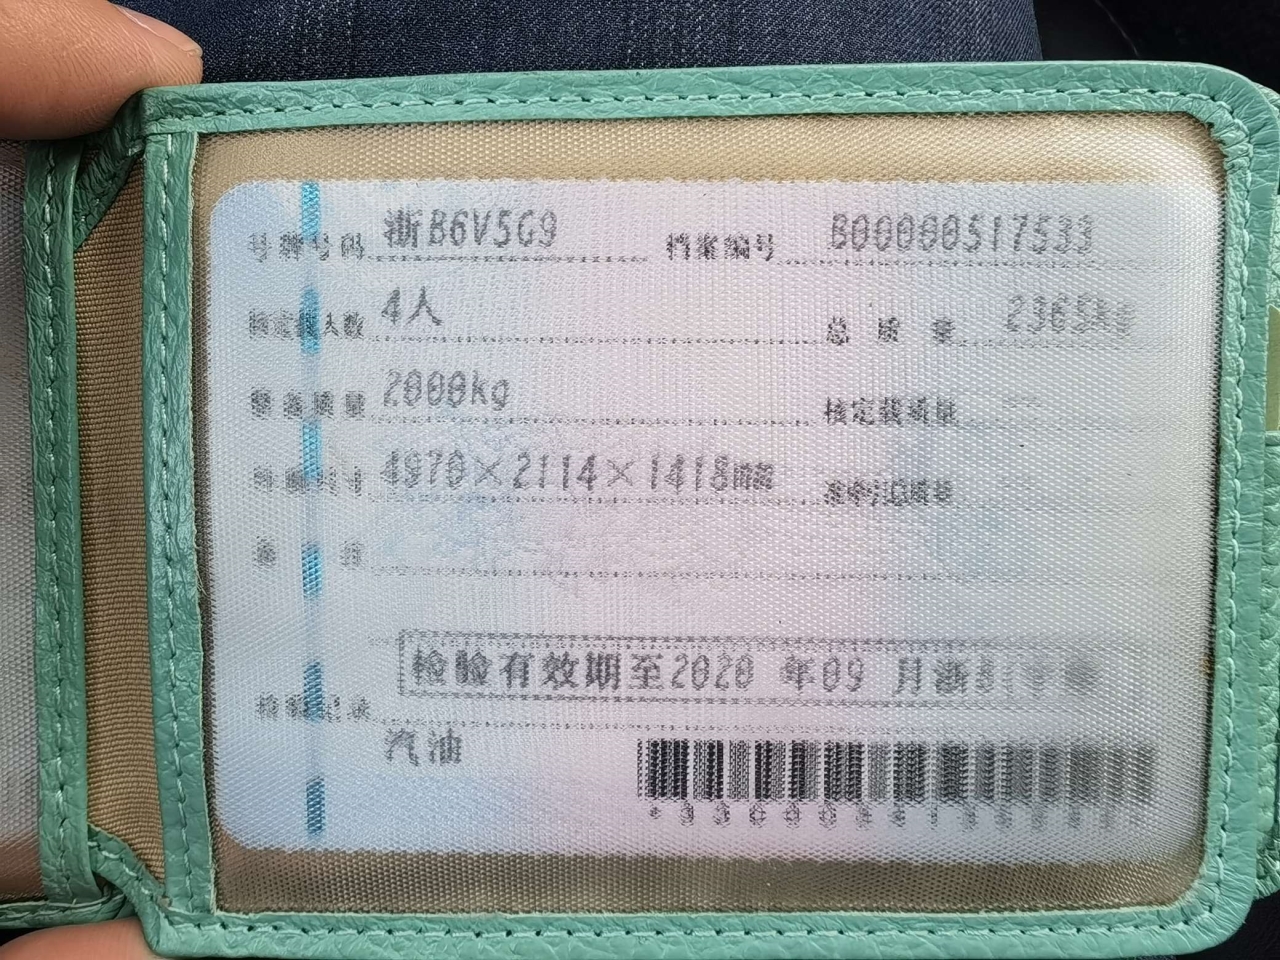 号牌号码 浙B6V5G9 档案编号 B00000517533
核定载人数 4人 总质量 2365kg
整备质量 2000kg 核定载质量 --
外廓尺寸 4970×2114×1418mm 准牵引总质量
备注
检验有效期至2020 年09 月浙B
检验记录
汽油